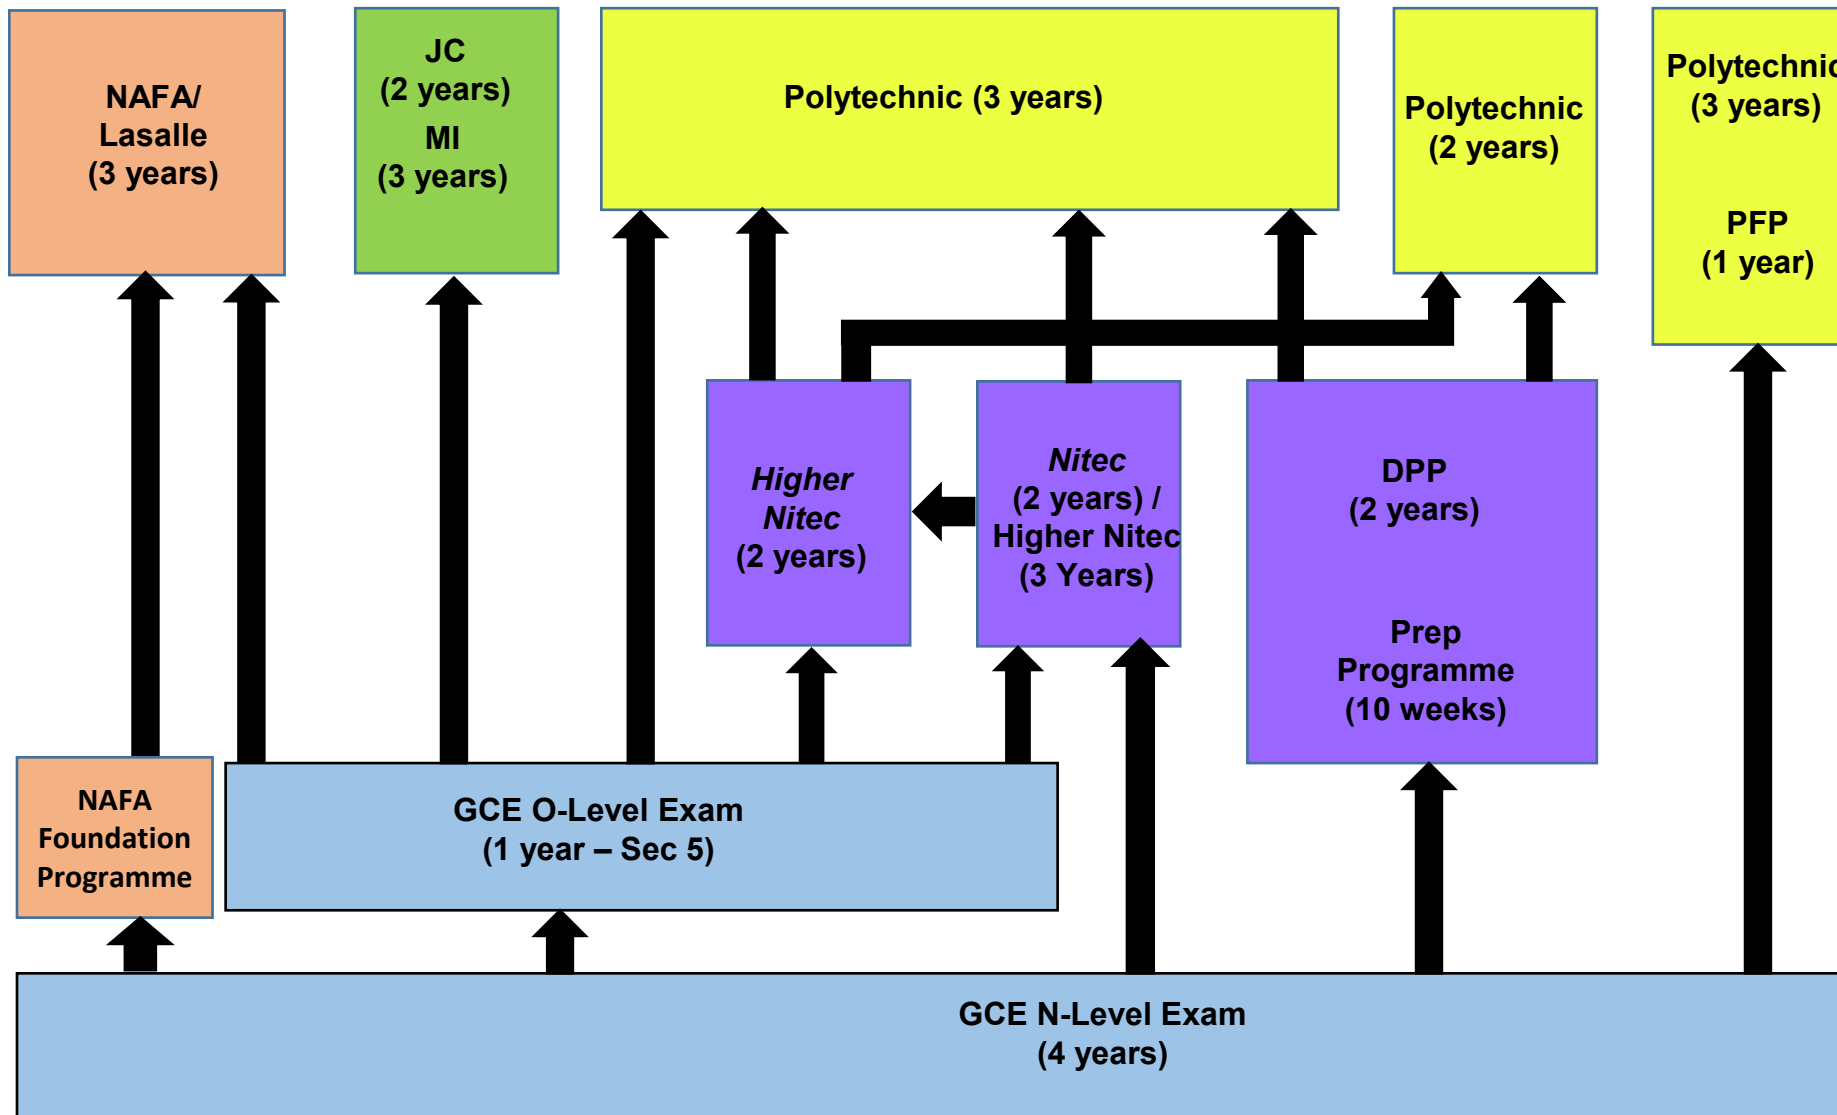 NAFA/
Lasalle
(3 years)
JC
(2 years)
MI
(3 years)
Polytechnic (3 years)
Polytechnic
(2 years)
Polytechnic
(3 years)
PFP
(1 year)
Higher
Nitec
(2 years)
Nitec
(2 years) /
Higher Nitec
(3 Years)
DPP
(2 years)
Prep
Programme
(10 weeks)
NAFA
Foundation
Programme
GCE O-Level Exam
(1 year – Sec 5)
GCE N-Level Exam
(4 years)